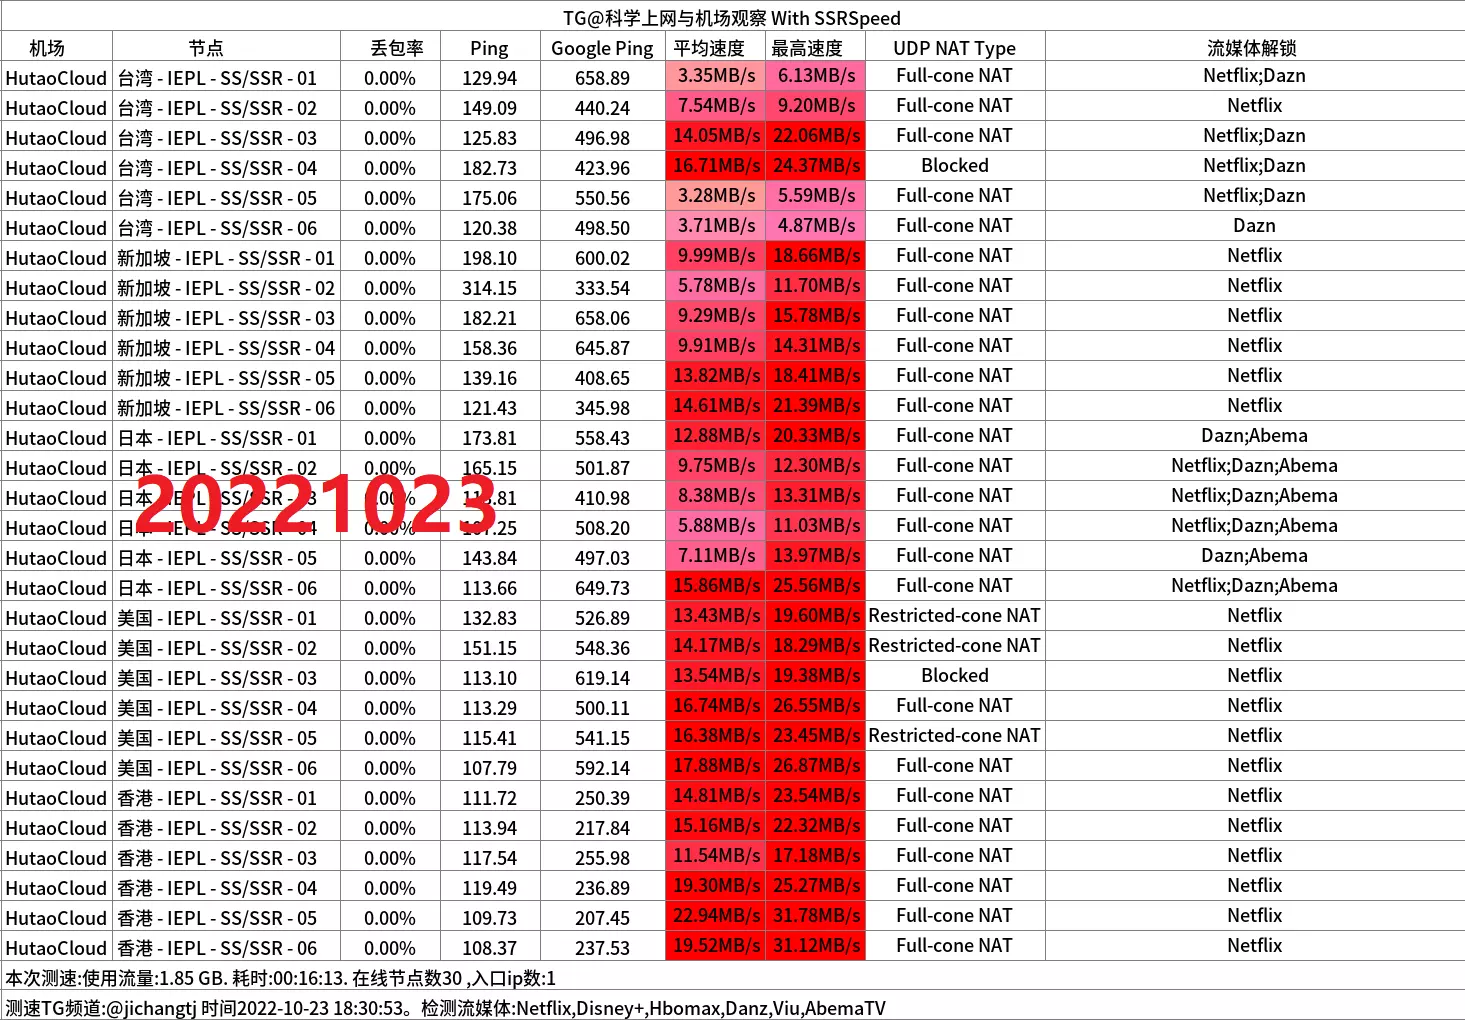 TG@科学上网与机场观察 With SSRSpeed
机场 节点 丢包率 Ping Google Ping 平均速度 最高速度 UDP NAT Type 流媒体解锁
HutaoCloud 台湾 - IEPL - SS/SSR - 01 0.00% 129.94 658.89 3.35MB/s 6.13MB/s Full-cone NAT Netflix;Dazn
HutaoCloud 台湾 - IEPL - SS/SSR - 02 0.00% 149.09 440.24 7.54MB/s 9.20MB/s Full-cone NAT Netflix
HutaoCloud 台湾 - IEPL - SS/SSR - 03 0.00% 125.83 496.98 14.05MB/s 22.06MB/s Full-cone NAT Netflix;Dazn
HutaoCloud 台湾 - IEPL - SS/SSR - 04 0.00% 182.73 423.96 16.71MB/s 24.37MB/s Blocked Netflix;Dazn
HutaoCloud 台湾 - IEPL - SS/SSR - 05 0.00% 175.06 550.56 3.28MB/s 5.59MB/s Full-cone NAT Netflix;Dazn
HutaoCloud 台湾 - IEPL - SS/SSR - 06 0.00% 120.38 498.50 3.71MB/s 4.87MB/s Full-cone NAT Dazn
HutaoCloud 新加坡 - IEPL - SS/SSR - 01 0.00% 198.10 600.02 9.99MB/s 18.66MB/s Full-cone NAT Netflix
HutaoCloud 新加坡 - IEPL - SS/SSR - 02 0.00% 314.15 333.54 5.78MB/s 11.70MB/s Full-cone NAT Netflix
HutaoCloud 新加坡 - IEPL - SS/SSR - 03 0.00% 182.21 658.06 9.29MB/s 15.78MB/s Full-cone NAT Netflix
HutaoCloud 新加坡 - IEPL - SS/SSR - 04 0.00% 158.36 645.87 9.91MB/s 14.31MB/s Full-cone NAT Netflix
HutaoCloud 新加坡 - IEPL - SS/SSR - 05 0.00% 139.16 408.65 13.82MB/s 18.41MB/s Full-cone NAT Netflix
HutaoCloud 新加坡 - IEPL - SS/SSR - 06 0.00% 121.43 345.98 14.61MB/s 21.39MB/s Full-cone NAT Netflix
HutaoCloud 日本 - IEPL - SS/SSR - 01 0.00% 173.81 558.43 12.88MB/s 20.33MB/s Full-cone NAT Dazn;Abema
HutaoCloud 日本 - IEPL - SS/SSR - 02 0.00% 165.15 501.87 9.75MB/s 12.30MB/s Full-cone NAT Netflix;Dazn;Abema
HutaoCloud 日本 - IEPL - SS/SSR - 03 0.00% 410.98 8.38MB/s 13.31MB/s Full-cone NAT Netflix;Dazn;Abema
20221023
HutaoCloud 日本 - IEPL - SS/SSR - 04 0.00% 508.20 5.88MB/s 11.03MB/s Full-cone NAT Netflix;Dazn;Abema
HutaoCloud 日本 - IEPL - SS/SSR - 05 0.00% 143.84 497.03 7.11MB/s 13.97MB/s Full-cone NAT Dazn;Abema
HutaoCloud 日本 - IEPL - SS/SSR - 06 0.00% 113.66 649.73 15.86MB/s 25.56MB/s Full-cone NAT Netflix;Dazn;Abema
HutaoCloud 美国 - IEPL - SS/SSR - 01 0.00% 132.83 526.89 13.43MB/s 19.60MB/s Restricted-cone NAT Netflix
HutaoCloud 美国 - IEPL - SS/SSR - 02 0.00% 151.15 548.36 14.17MB/s 18.29MB/s Restricted-cone NAT Netflix
HutaoCloud 美国 - IEPL - SS/SSR - 03 0.00% 113.10 619.14 13.54MB/s 19.38MB/s Blocked Netflix
HutaoCloud 美国 - IEPL - SS/SSR - 04 0.00% 113.29 500.11 16.74MB/s 26.55MB/s Full-cone NAT Netflix
HutaoCloud 美国 - IEPL - SS/SSR - 05 0.00% 115.41 541.15 16.38MB/s 23.45MB/s Restricted-cone NAT Netflix
HutaoCloud 美国 - IEPL - SS/SSR - 06 0.00% 107.79 592.14 17.88MB/s 26.87MB/s Full-cone NAT Netflix
HutaoCloud 香港 - IEPL - SS/SSR - 01 0.00% 111.72 250.39 14.81MB/s 23.54MB/s Full-cone NAT Netflix
HutaoCloud 香港 - IEPL - SS/SSR - 02 0.00% 113.94 217.84 15.16MB/s 22.32MB/s Full-cone NAT Netflix
HutaoCloud 香港 - IEPL - SS/SSR - 03 0.00% 117.54 255.98 11.54MB/s 17.18MB/s Full-cone NAT Netflix
HutaoCloud 香港 - IEPL - SS/SSR - 04 0.00% 119.49 236.89 19.30MB/s 25.27MB/s Full-cone NAT Netflix
HutaoCloud 香港 - IEPL - SS/SSR - 05 0.00% 109.73 207.45 22.94MB/s 31.78MB/s Full-cone NAT Netflix
HutaoCloud 香港 - IEPL - SS/SSR - 06 0.00% 108.37 237.53 19.52MB/s 31.12MB/s Full-cone NAT Netflix
本次测速:使用流量:1.85 GB. 耗时:00:16:13. 在线节点数30 ,入口ip数:1
测速TG频道:@jichangtj 时间2022-10-23 18:30:53。检测流媒体:Netflix,Disney+,Hbomax,Danz,Viu,AbemaTV